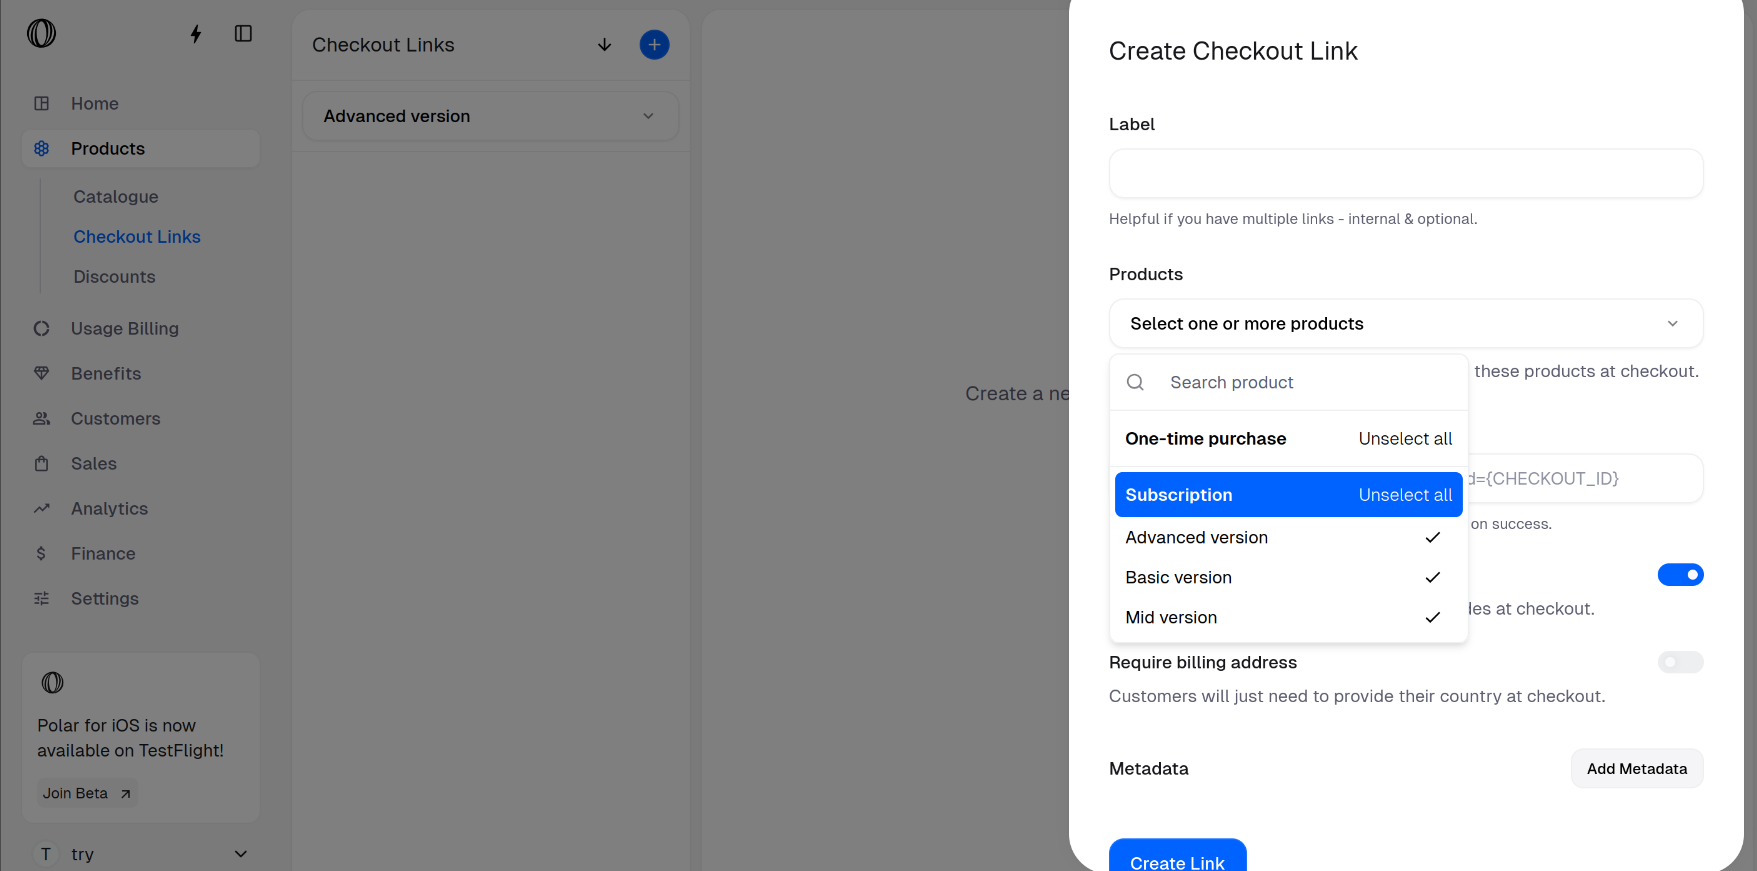 Home
Products
Catalogue
Checkout Links
Discounts
Usage Billing
Benefits
Customers
Sales
Analytics
Finance
Settings
Polar for iOS is now
available on TestFlight!
Join Beta
T try
Checkout Links
Advanced version
Create a ne
Create Checkout Link
Label
Helpful if you have multiple links - internal & optional.
Products
Select one or more products
these products at checkout.
Search product
One-time purchase Unselect all
Subscription Unselect all
Advanced version
Basic version
Mid version
d={CHECKOUT_ID}
on success.
des at checkout.
Require billing address
Customers will just need to provide their country at checkout.
Metadata
Add Metadata
Create Link